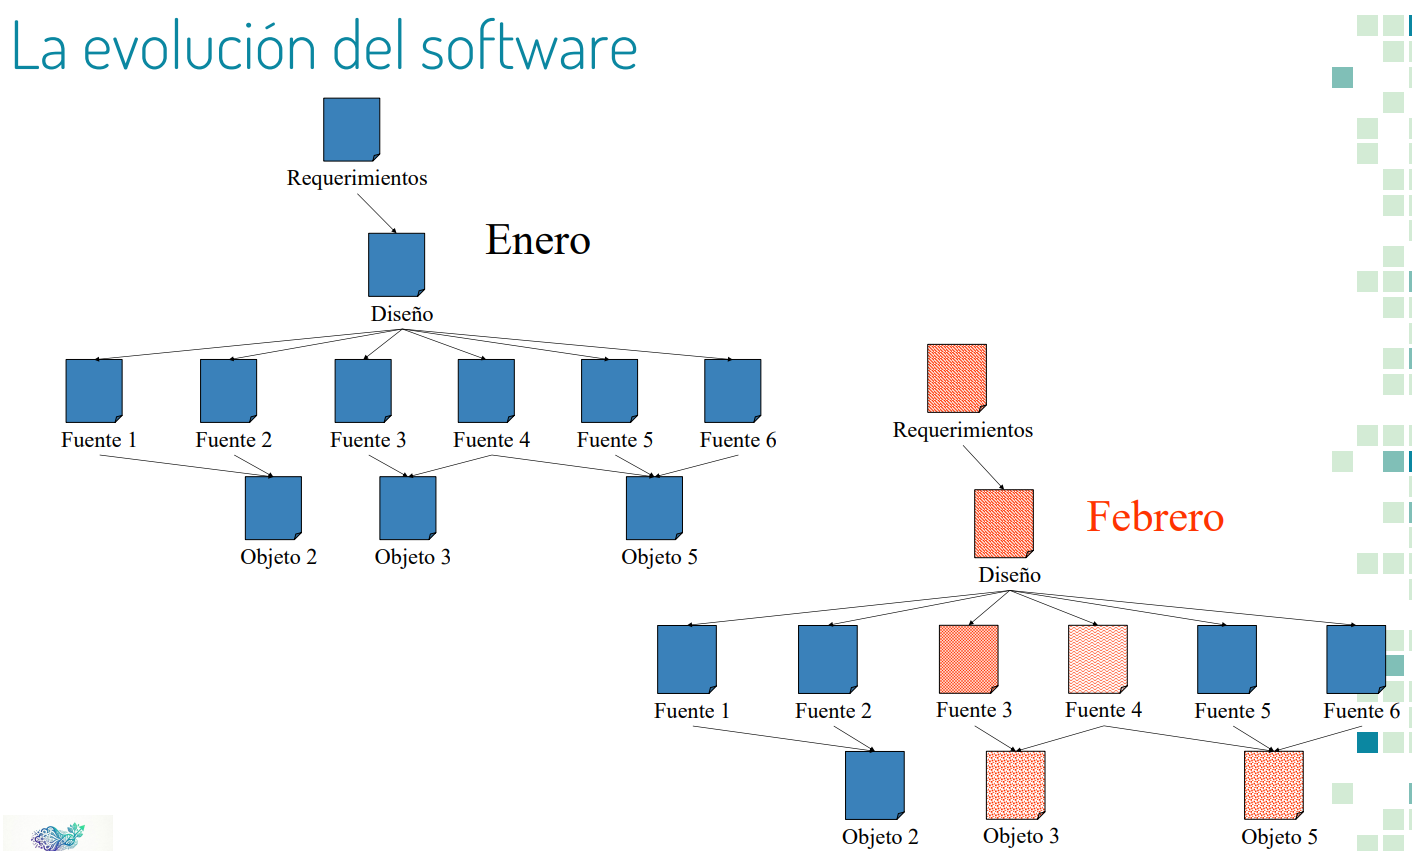 La evolución del software
Requerimientos
Enero
Diseño
Fuente 1
Fuente 2
Fuente 3
Fuente 4
Fuente 5
Fuente 6
Objeto 2
Objeto 3
Objeto 5
Requerimientos
Febrero
Diseño
Fuente 1
Fuente 2
Fuente 3
Fuente 4
Fuente 5
Fuente 6
Objeto 2
Objeto 3
Objeto 5